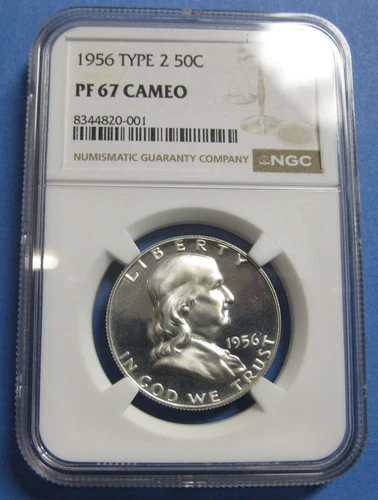 1956 TYPE 2 50C
PF 67 CAMEO
8344820-001
NUMISMATIC GUARANTY COMPANY
NGC
LIBERTY
1956
IN GOD WE TRUST